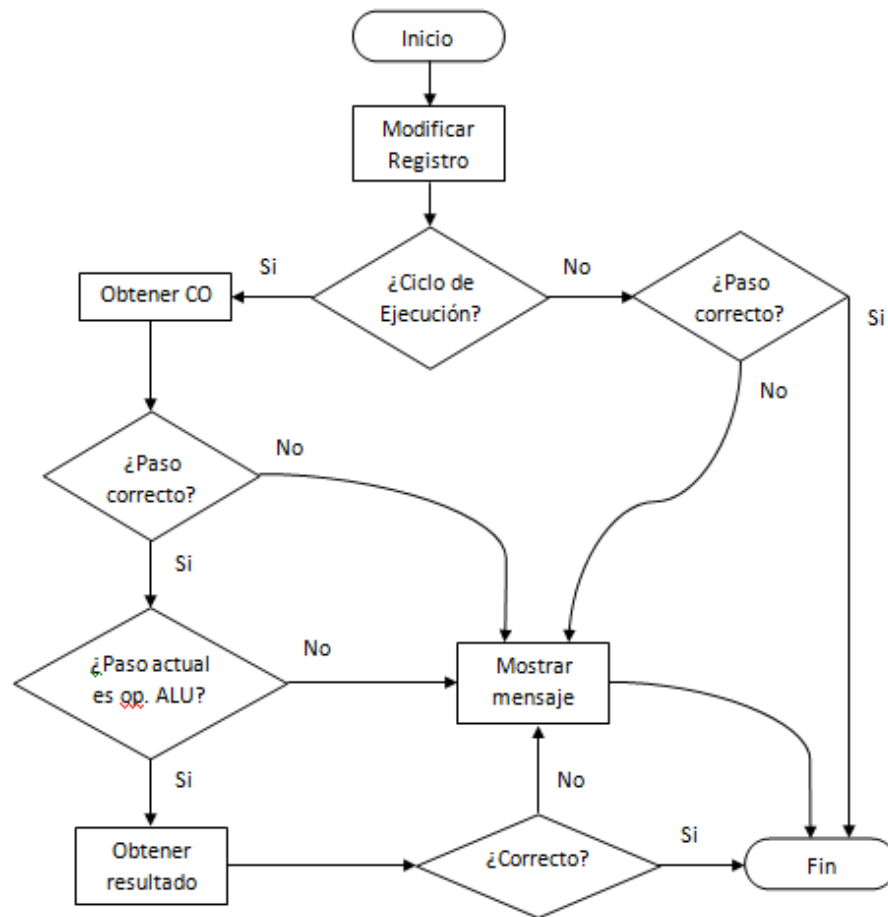 Inicio
Modificar
Registro
¿Ciclo de
Ejecución?
Si
No
Obtener CO
¿Paso
correcto?
Si
No
¿Paso
correcto?
No
Si
¿Paso actual
es op. ALU?
No
Mostrar
mensaje
Si
No
Obtener
resultado
¿Correcto?
Si
Fin